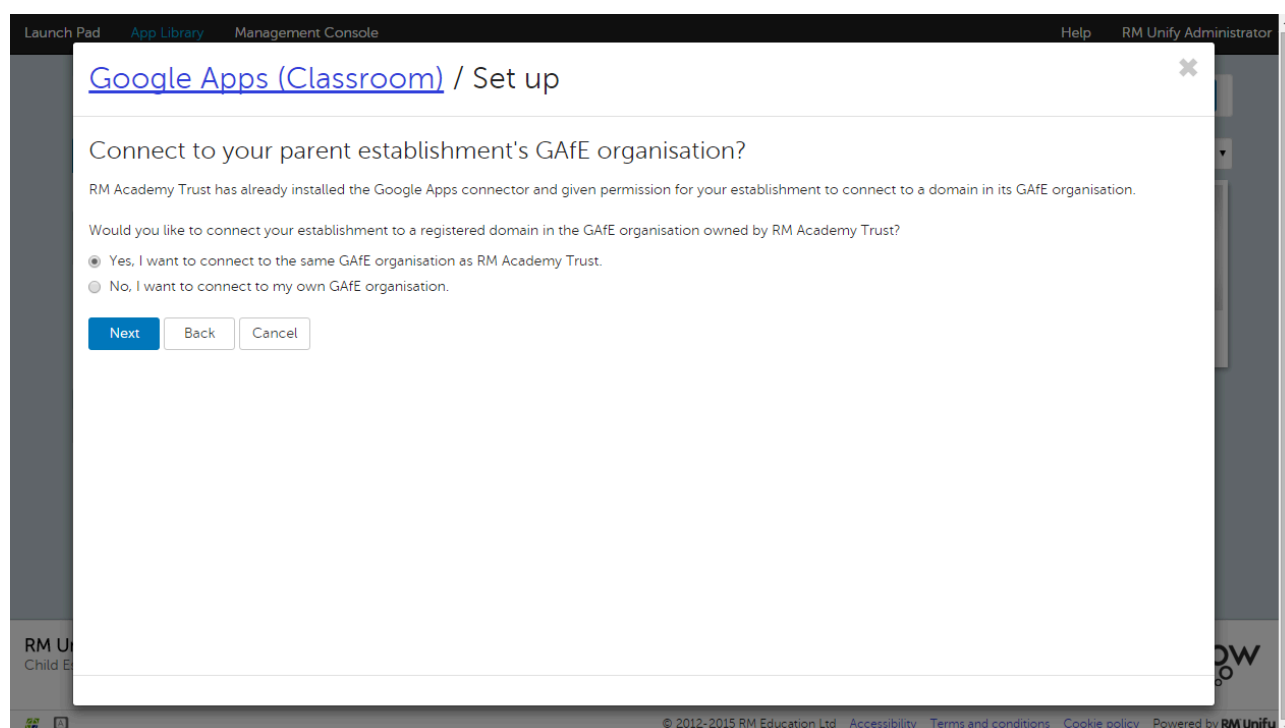 Launch Pad App Library Management Console Help RM Unify Administrator
Google Apps (Classroom) / Set up
Connect to your parent establishment's GAfE organisation?
RM Academy Trust has already installed the Google Apps connector and given permission for your establishment to connect to a domain in its GAfE organisation.
Would you like to connect your establishment to a registered domain in the GAfE organisation owned by RM Academy Trust?
Yes, I want to connect to the same GAfE organisation as RM Academy Trust.
No, I want to connect to my own GAfE organisation.
Next Back Cancel
RM U
Child E
ow
A
© 2012-2015 RM Education Ltd Accessibility Terms and conditions Cookie policy Powered by RM Unify